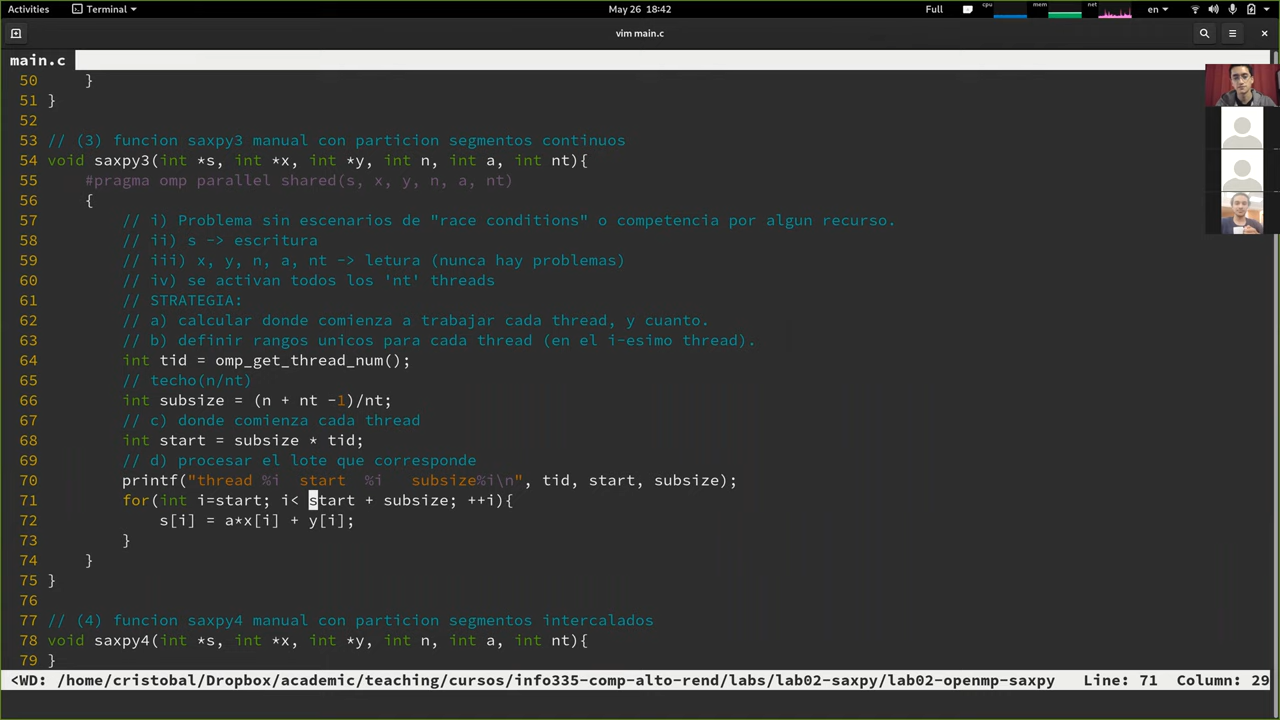 Activities Terminal May 26 18:42 Full cpu mem net en
vim main.c
main.c
50 }
51 }
52
53 // (3) funcion saxpy3 manual con particion segmentos continuos
54 void saxpy3(int *s, int *x, int *y, int n, int a, int nt){
55 #pragma omp parallel shared(s, x, y, n, a, nt)
56 {
57 // i) Problema sin escenarios de "race conditions" o competencia por algun recurso.
58 // ii) s -> escritura
59 // iii) x, y, n, a, nt -> letura (nunca hay problemas)
60 // iv) se activan todos los 'nt' threads
61 // STRATEGIA:
62 // a) calcular donde comienza a trabajar cada thread, y cuanto.
63 // b) definir rangos unicos para cada thread (en el i-esimo thread).
64 int tid = omp_get_thread_num();
65 // techo(n/nt)
66 int subsize = (n + nt -1)/nt;
67 // c) donde comienza cada thread
68 int start = subsize * tid;
69 // d) procesar el lote que corresponde
70 printf("thread %i start %i subsize%i\n", tid, start, subsize);
71 for(int i=start; i< start + subsize; ++i){
72 s[i] = a*x[i] + y[i];
73 }
74 }
75 }
76
77 // (4) funcion saxpy4 manual con particion segmentos intercalados
78 void saxpy4(int *s, int *x, int *y, int n, int a, int nt){
79 }
<WD: /home/cristobal/Dropbox/academic/teaching/cursos/info335-comp-alto-rend/labs/lab02-saxpy/lab02-openmp-saxpy Line: 71 Column: 29